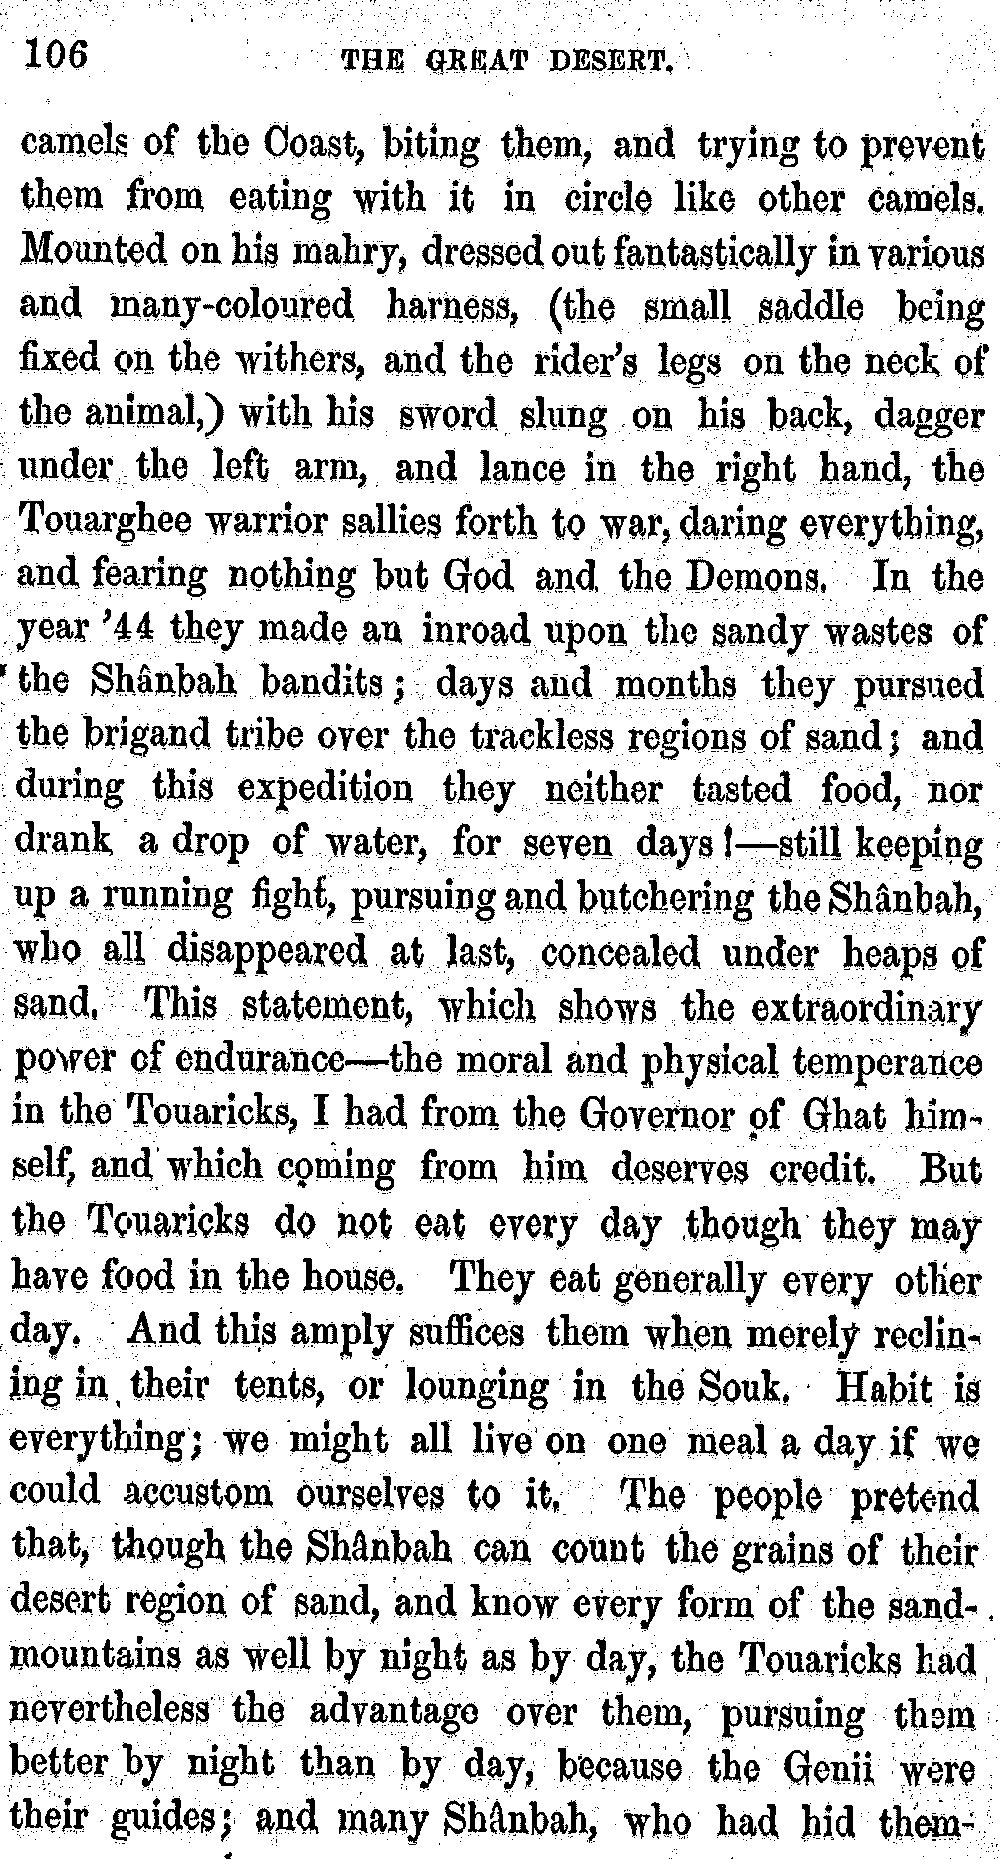 106 THE GREAT DESERT.
camels of the Coast, biting them, and trying to prevent
them from eating with it in circle like other camels.
Mounted on his mahry, dressed out fantastically in various
and many-coloured harness, (the small saddle being
fixed on the withers, and the rider's legs on the neck of
the animal,) with his sword slung on his back, dagger
under the left arm, and lance in the right hand, the
Touarghee warrior sallies forth to war, daring everything,
and fearing nothing but God and the Demons. In the
year '44 they made an inroad upon the sandy wastes of
the Shânbah bandits; days and months they pursued
the brigand tribe over the trackless regions of sand; and
during this expedition they neither tasted food, nor
drank a drop of water, for seven days!—still keeping
up a running fight, pursuing and butchering the Shânbah,
who all disappeared at last, concealed under heaps of
sand. This statement, which shows the extraordinary
power of endurance—the moral and physical temperance
in the Touaricks, I had from the Governor of Ghat him-
self, and which coming from him deserves credit. But
the Touaricks do not eat every day though they may
have food in the house. They eat generally every other
day. And this amply suffices them when merely reclin-
ing in their tents, or lounging in the Souk. Habit is
everything; we might all live on one meal a day if we
could accustom ourselves to it. The people pretend
that, though the Shânbah can count the grains of their
desert region of sand, and know every form of the sand-
mountains as well by night as by day, the Touaricks had
nevertheless the advantage over them, pursuing them
better by night than by day, because the Genii were
their guides; and many Shânbah, who had hid them-